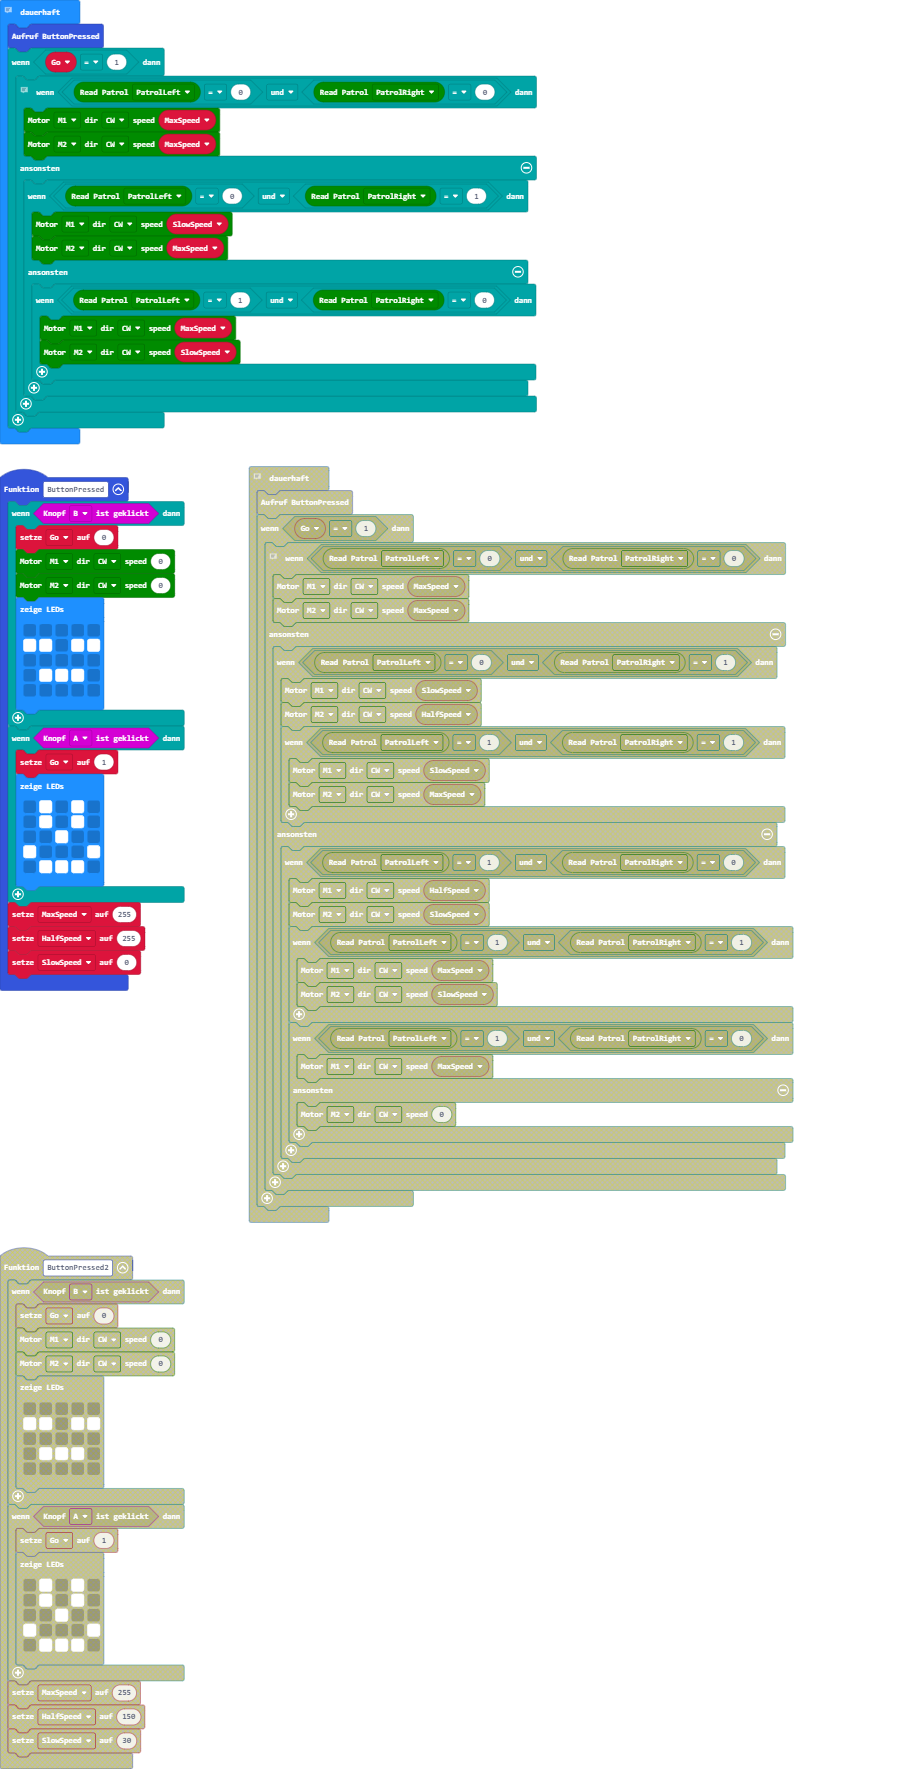 dauerhaft
Aufruf ButtonPressed
wenn Go = 1 dann
wenn Read Patrol PatrolLeft = 0 und Read Patrol PatrolRight = 0 dann
Motor M1 dir CW speed MaxSpeed
Motor M2 dir CW speed MaxSpeed
ansonsten
wenn Read Patrol PatrolLeft = 0 und Read Patrol PatrolRight = 1 dann
Motor M1 dir CW speed SlowSpeed
Motor M2 dir CW speed MaxSpeed
ansonsten
wenn Read Patrol PatrolLeft = 1 und Read Patrol PatrolRight = 0 dann
Motor M1 dir CW speed MaxSpeed
Motor M2 dir CW speed SlowSpeed
Funktion ButtonPressed
wenn Knopf B ist geklickt dann
setze Go auf 0
Motor M1 dir CW speed 0
Motor M2 dir CW speed 0
zeige LEDs
wenn Knopf A ist geklickt dann
setze Go auf 1
zeige LEDs
setze MaxSpeed auf 255
setze HalfSpeed auf 255
setze SlowSpeed auf 0
dauerhaft
Aufruf ButtonPressed
wenn Go = 1 dann
wenn Read Patrol PatrolLeft = 0 und Read Patrol PatrolRight = 0 dann
Motor M1 dir CW speed MaxSpeed
Motor M2 dir CW speed MaxSpeed
ansonsten
wenn Read Patrol PatrolLeft = 0 und Read Patrol PatrolRight = 1 dann
Motor M1 dir CW speed SlowSpeed
Motor M2 dir CW speed HalfSpeed
wenn Read Patrol PatrolLeft = 1 und Read Patrol PatrolRight = 1 dann
Motor M1 dir CW speed SlowSpeed
Motor M2 dir CW speed MaxSpeed
ansonsten
wenn Read Patrol PatrolLeft = 1 und Read Patrol PatrolRight = 0 dann
Motor M1 dir CW speed HalfSpeed
Motor M2 dir CW speed SlowSpeed
wenn Read Patrol PatrolLeft = 1 und Read Patrol PatrolRight = 1 dann
Motor M1 dir CW speed MaxSpeed
Motor M2 dir CW speed SlowSpeed
wenn Read Patrol PatrolLeft = 1 und Read Patrol PatrolRight = 0 dann
Motor M1 dir CW speed MaxSpeed
ansonsten
Motor M2 dir CW speed 0
Funktion ButtonPressed2
wenn Knopf B ist geklickt dann
setze Go auf 0
Motor M1 dir CW speed 0
Motor M2 dir CW speed 0
zeige LEDs
wenn Knopf A ist geklickt dann
setze Go auf 1
zeige LEDs
setze MaxSpeed auf 255
setze HalfSpeed auf 150
setze SlowSpeed auf 30